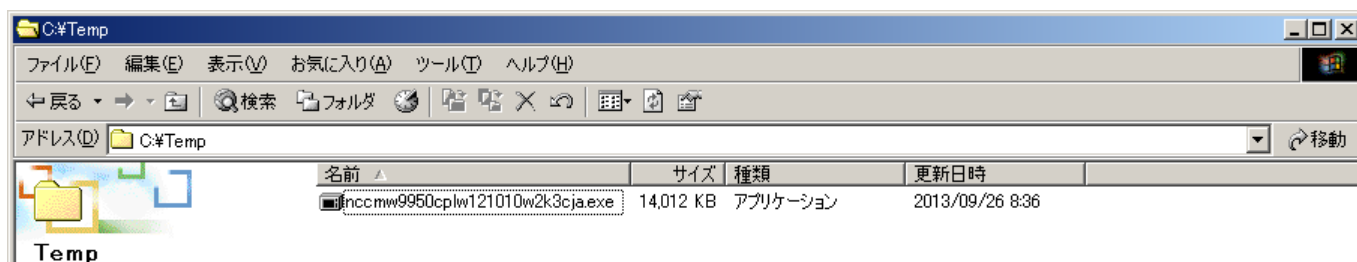 C:¥Temp
ファイル(F) 編集(E) 表示(V) お気に入り(A) ツール(T) ヘルプ(H)
戻る 検索 フォルダ
アドレス(D) C:¥Temp 移動
名前 サイズ 種類 更新日時
nccmw9950cplw121010w2k3cja.exe 14,012 KB アプリケーション 2013/09/26 8:36
Temp